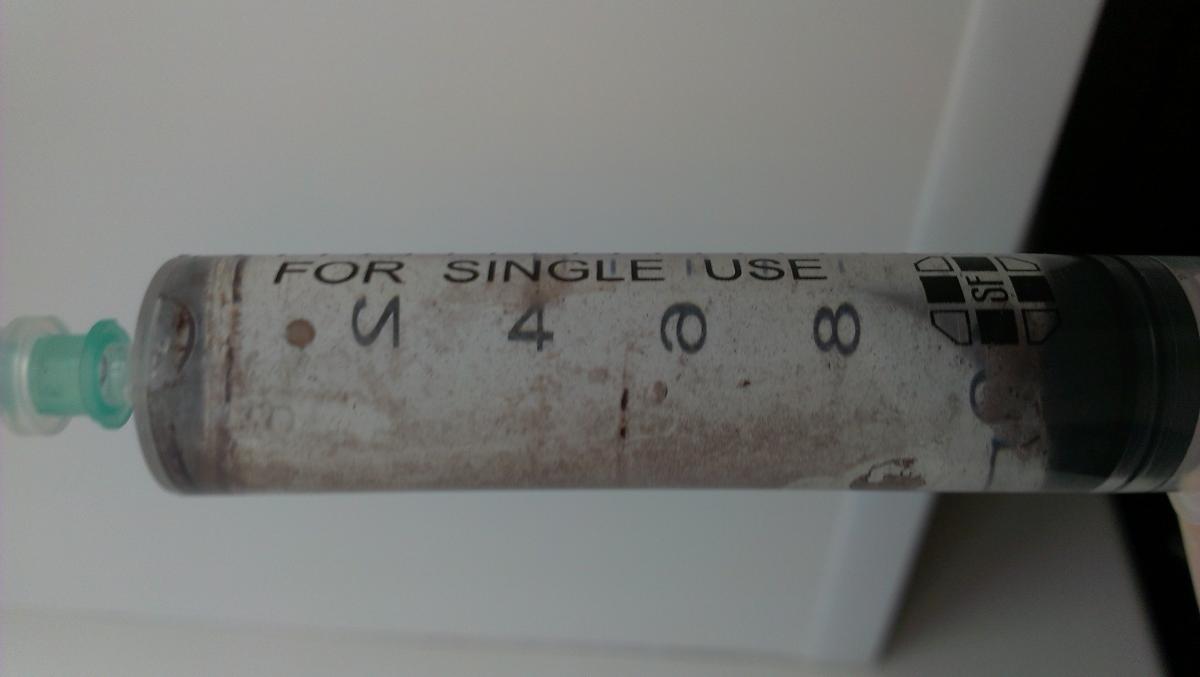 FOR SINGLE USE
SF
2 4 6 8